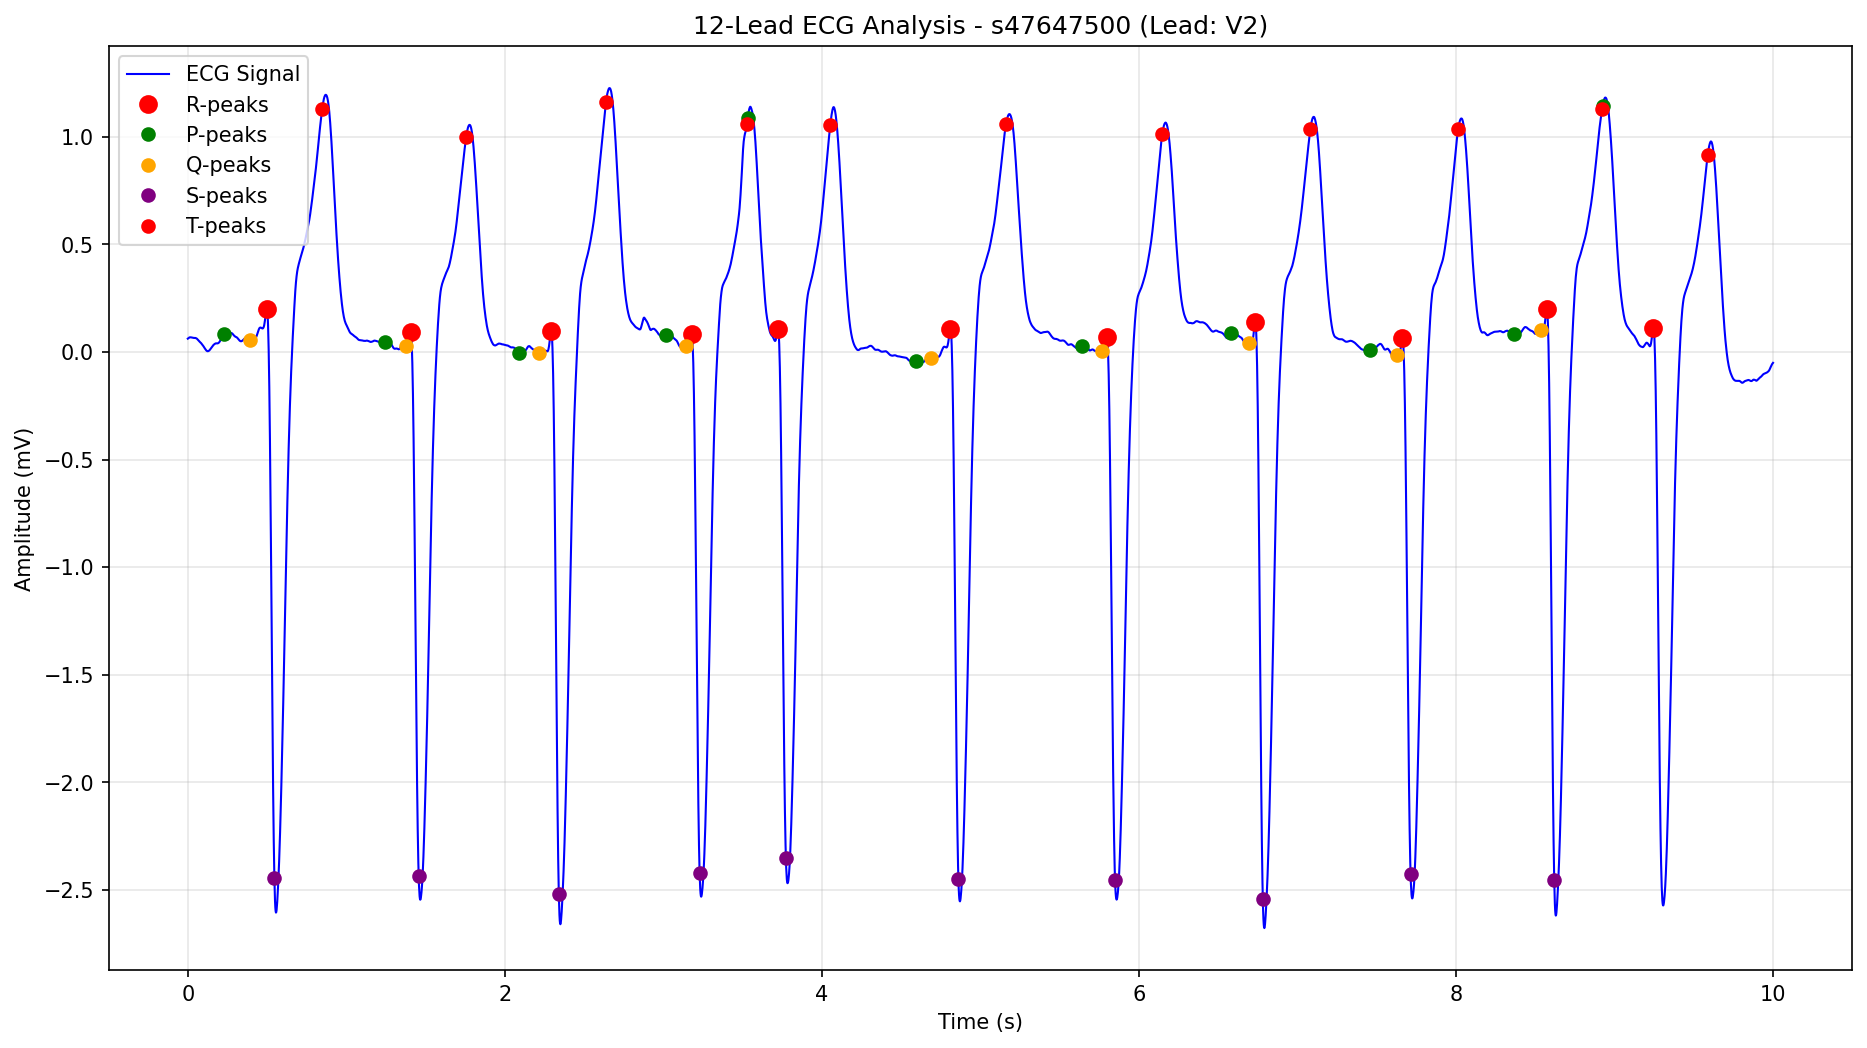 12-Lead ECG Analysis - s47647500 (Lead: V2)
ECG Signal
R-peaks
P-peaks
Q-peaks
S-peaks
T-peaks
1.0
0.5
0.0
−0.5
−1.0
−1.5
−2.0
−2.5
Amplitude (mV)
0
2
4
6
8
10
Time (s)